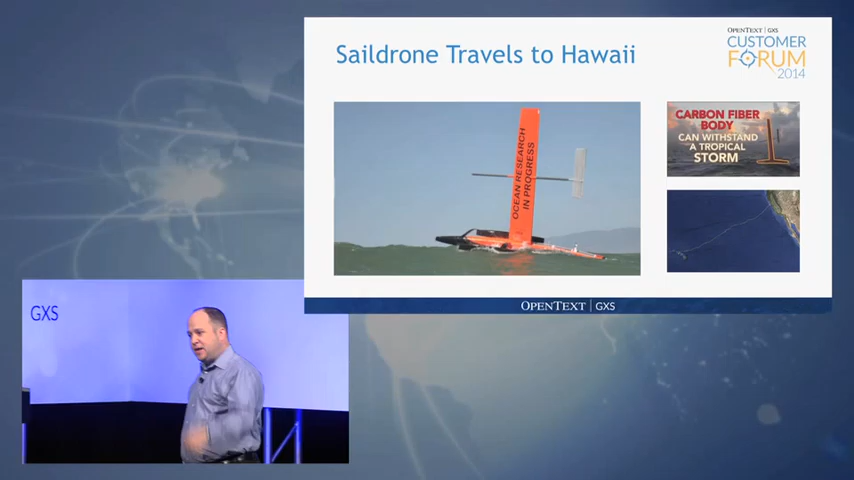 Saildrone Travels to Hawaii
OPENTEXT | GXS
CUSTOMER
FORUM
2014
OCEAN RESEARCH
IN PROGRESS
CARBON FIBER
BODY
CAN WITHSTAND
A TROPICAL
STORM
OPENTEXT | GXS
GXS